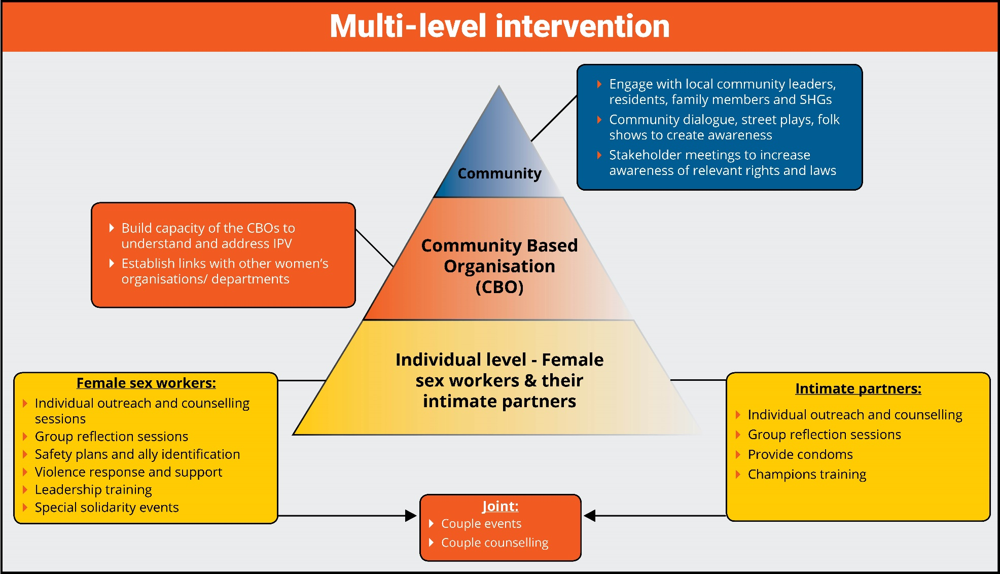 Multi-level intervention
Engage with local community leaders,
residents, family members and SHGs
Community dialogue, street plays, folk
shows to create awareness
Stakeholder meetings to increase
awareness of relevant rights and laws
Community
Build capacity of the CBOs to
understand and address IPV
Establish links with other women’s
organisations/ departments
Community Based
Organisation
(CBO)
Individual level - Female
sex workers & their
intimate partners
Female sex workers:
Individual outreach and counselling
sessions
Group reflection sessions
Safety plans and ally identification
Violence response and support
Leadership training
Special solidarity events
Intimate partners:
Individual outreach and counselling
Group reflection sessions
Provide condoms
Champions training
Joint:
Couple events
Couple counselling